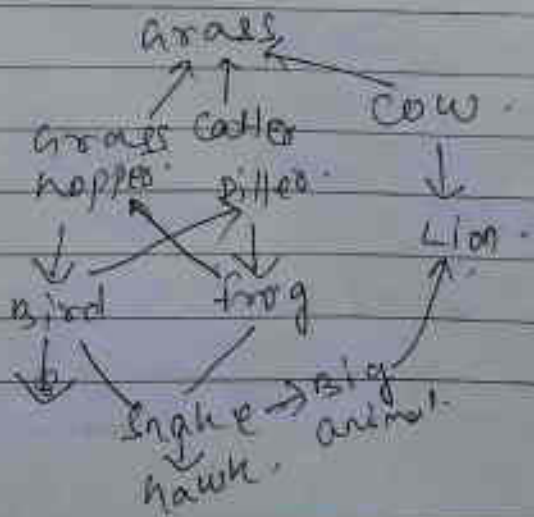 Grass
Cow.
Grass Catter
hopper. Piller.
Lion.
Bird frog
Snake Big
animal.
hawk.